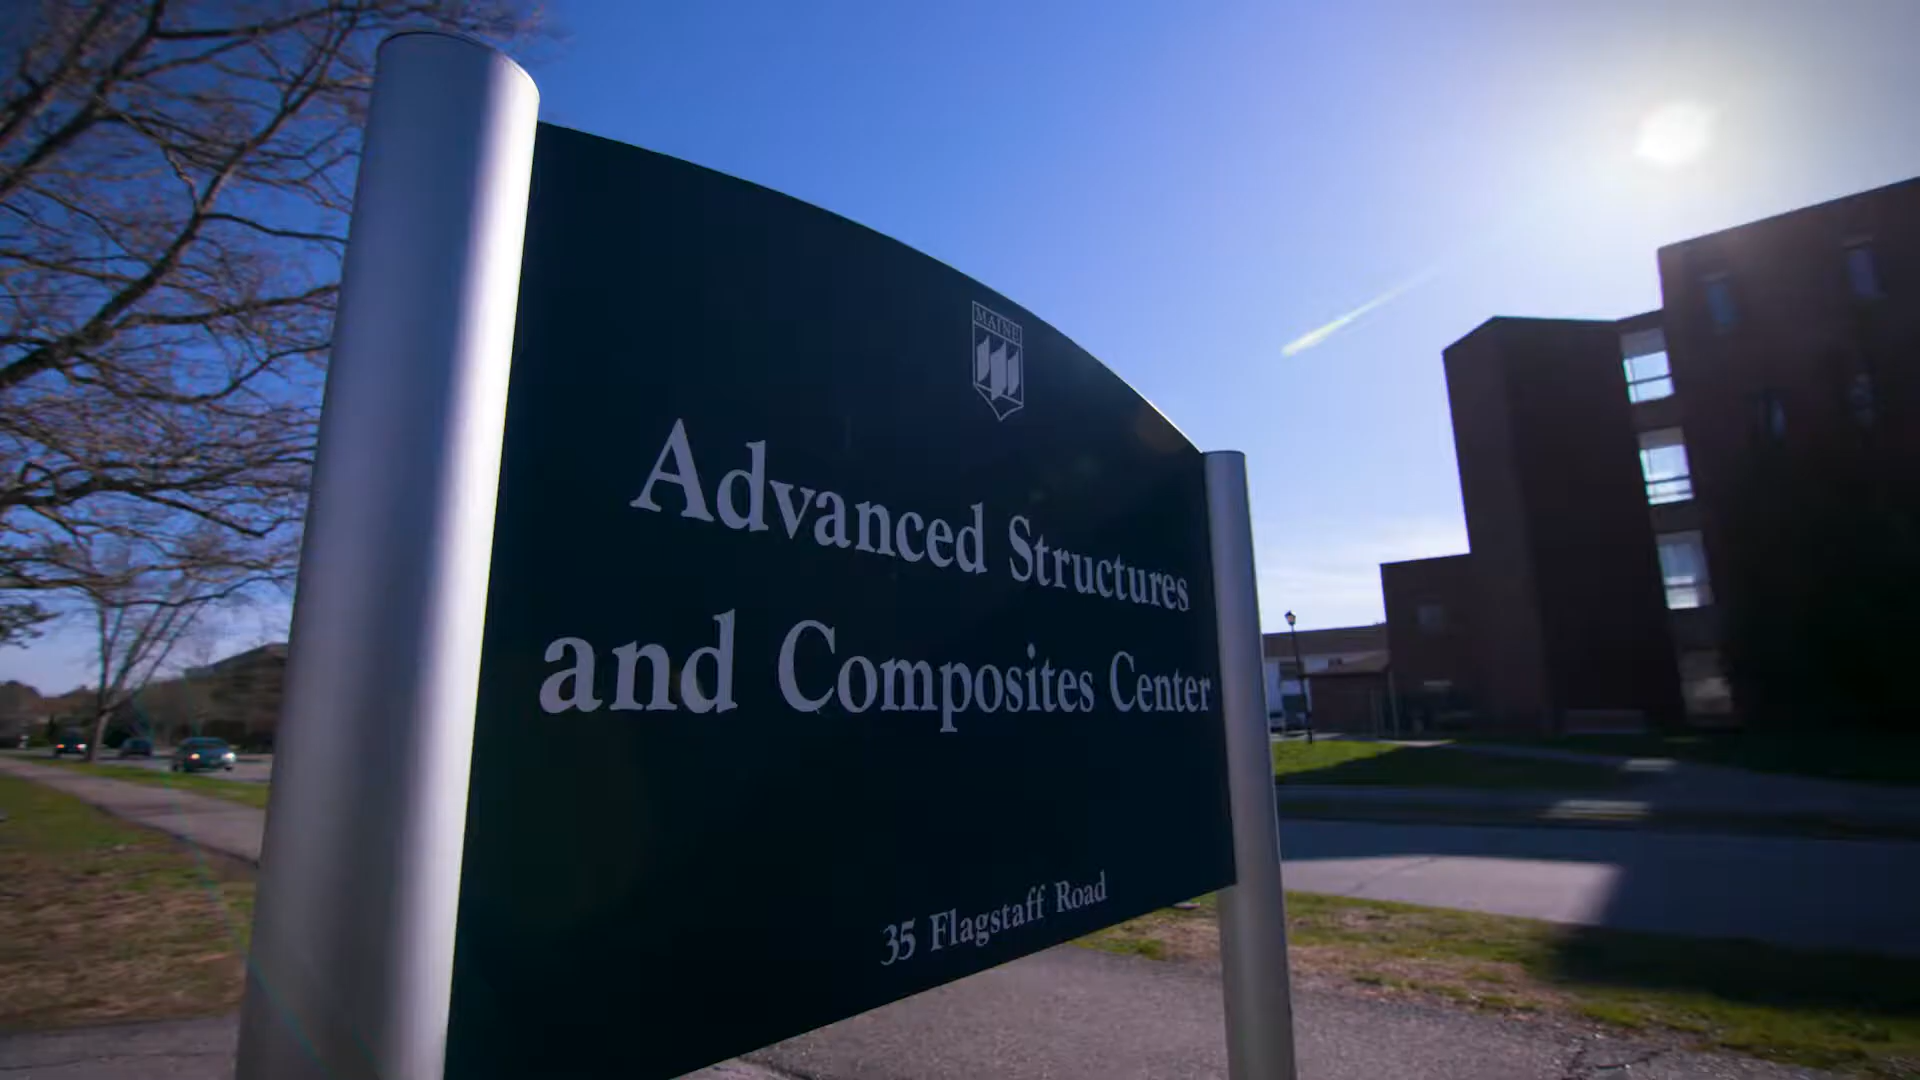 MAINE
Advanced Structures
and Composites Center
35 Flagstaff Road